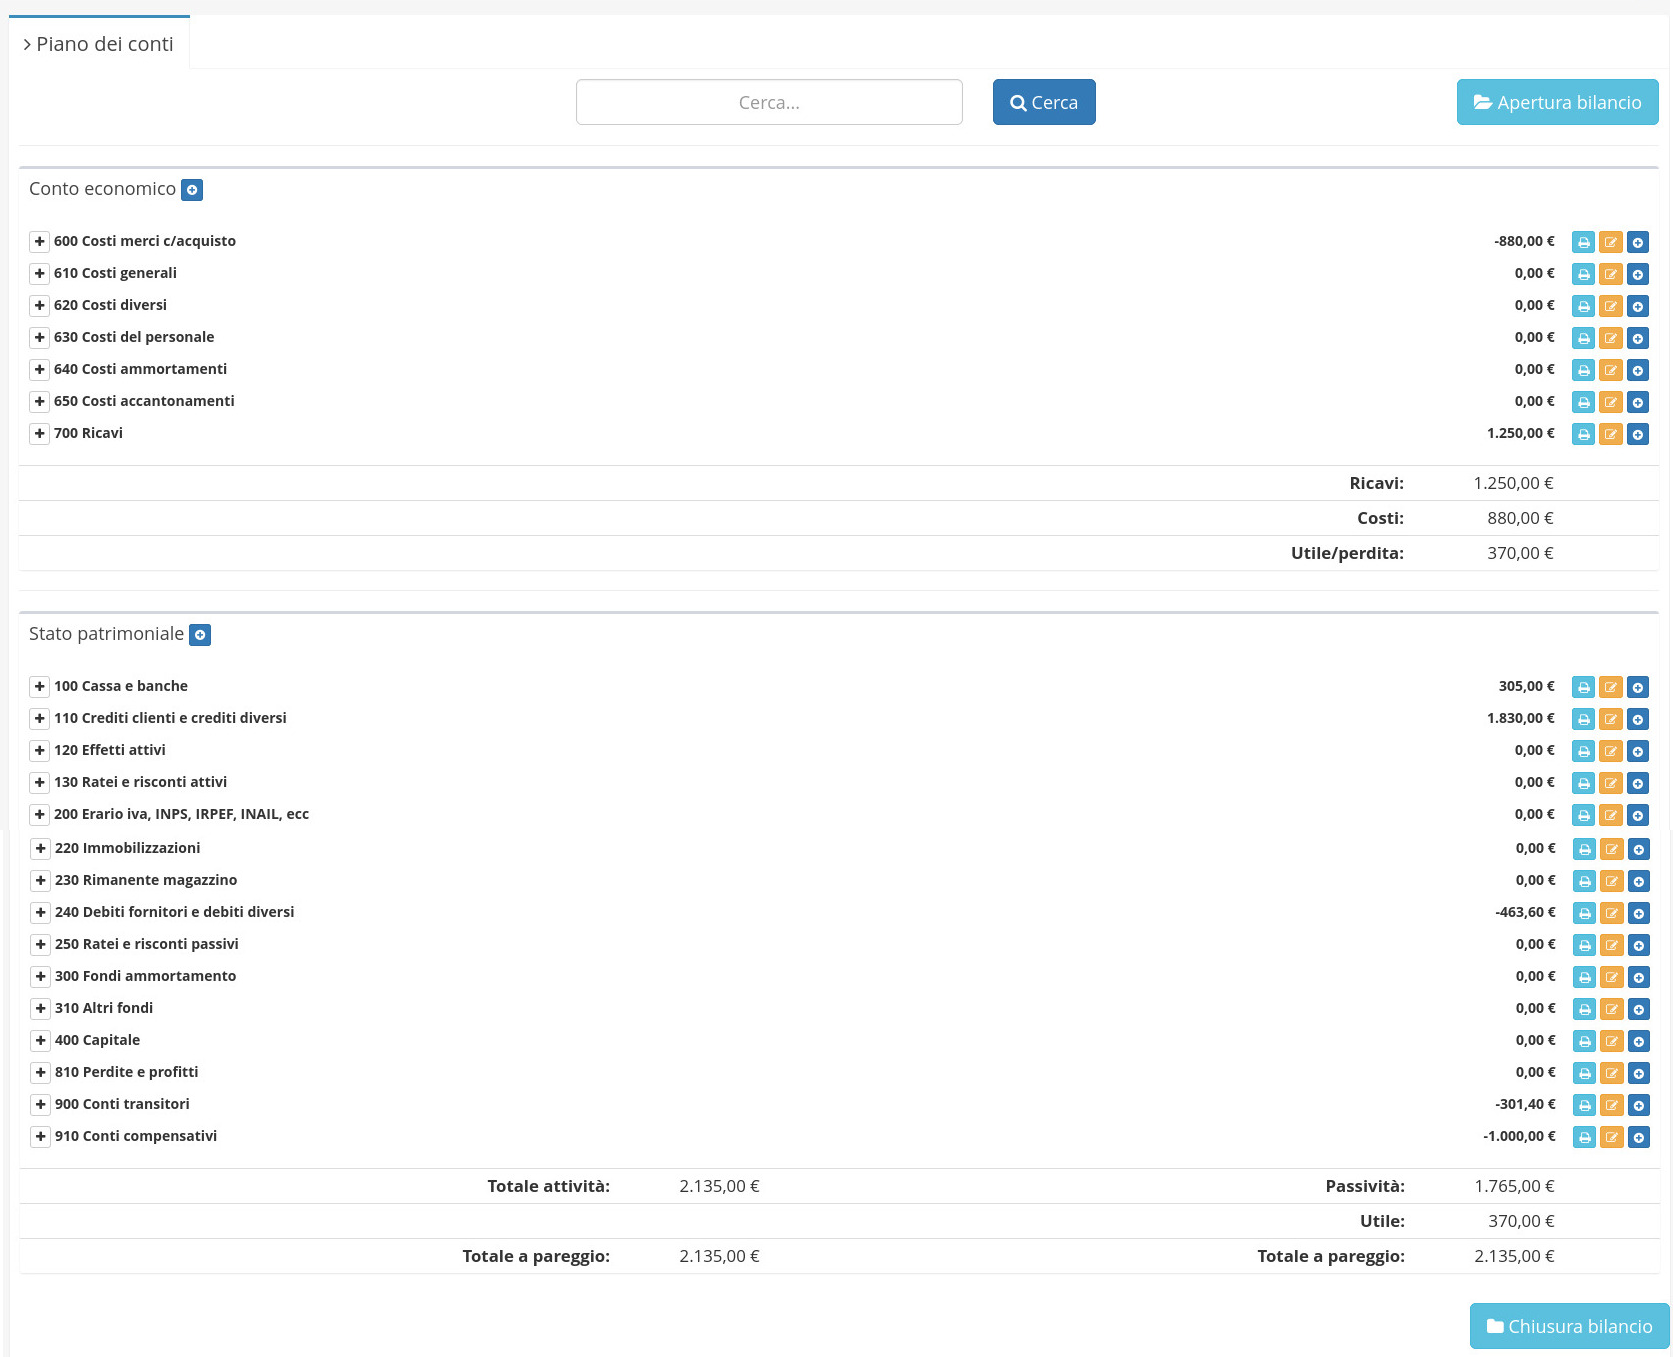 Piano dei conti
Cerca... Cerca Apertura bilancio
Conto economico
600 Costi merci c/acquisto -880,00 €
610 Costi generali 0,00 €
620 Costi diversi 0,00 €
630 Costi del personale 0,00 €
640 Costi ammortamenti 0,00 €
650 Costi accantonamenti 0,00 €
700 Ricavi 1.250,00 €
Ricavi: 1.250,00 €
Costi: 880,00 €
Utile/perdita: 370,00 €
Stato patrimoniale
100 Cassa e banche 305,00 €
110 Crediti clienti e crediti diversi 1.830,00 €
120 Effetti attivi 0,00 €
130 Ratei e risconti attivi 0,00 €
200 Erario iva, INPS, IRPEF, INAIL, ecc 0,00 €
220 Immobilizzazioni 0,00 €
230 Rimanente magazzino 0,00 €
240 Debiti fornitori e debiti diversi -463,60 €
250 Ratei e risconti passivi 0,00 €
300 Fondi ammortamento 0,00 €
310 Altri fondi 0,00 €
400 Capitale 0,00 €
810 Perdite e profitti 0,00 €
900 Conti transitori -301,40 €
910 Conti compensativi -1.000,00 €
Totale attività: 2.135,00 € Passività: 1.765,00 €
Utile: 370,00 €
Totale a pareggio: 2.135,00 € Totale a pareggio: 2.135,00 €
Chiusura bilancio